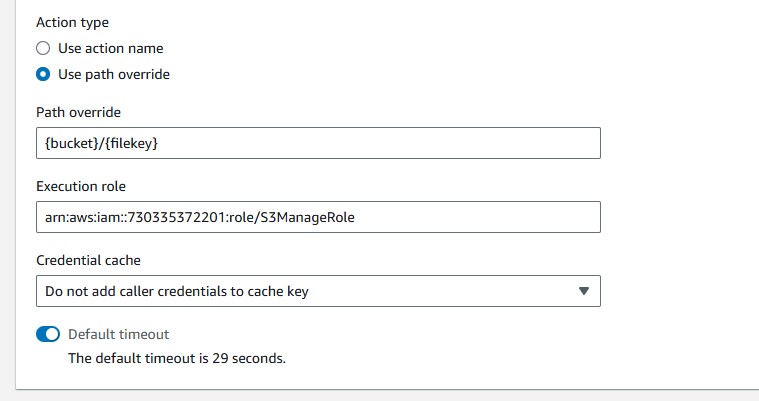 Action type
Use action name
Use path override
Path override
{bucket}/{filekey}
Execution role
arn:aws:iam::730335372201:role/S3ManageRole
Credential cache
Do not add caller credentials to cache key
Default timeout
The default timeout is 29 seconds.